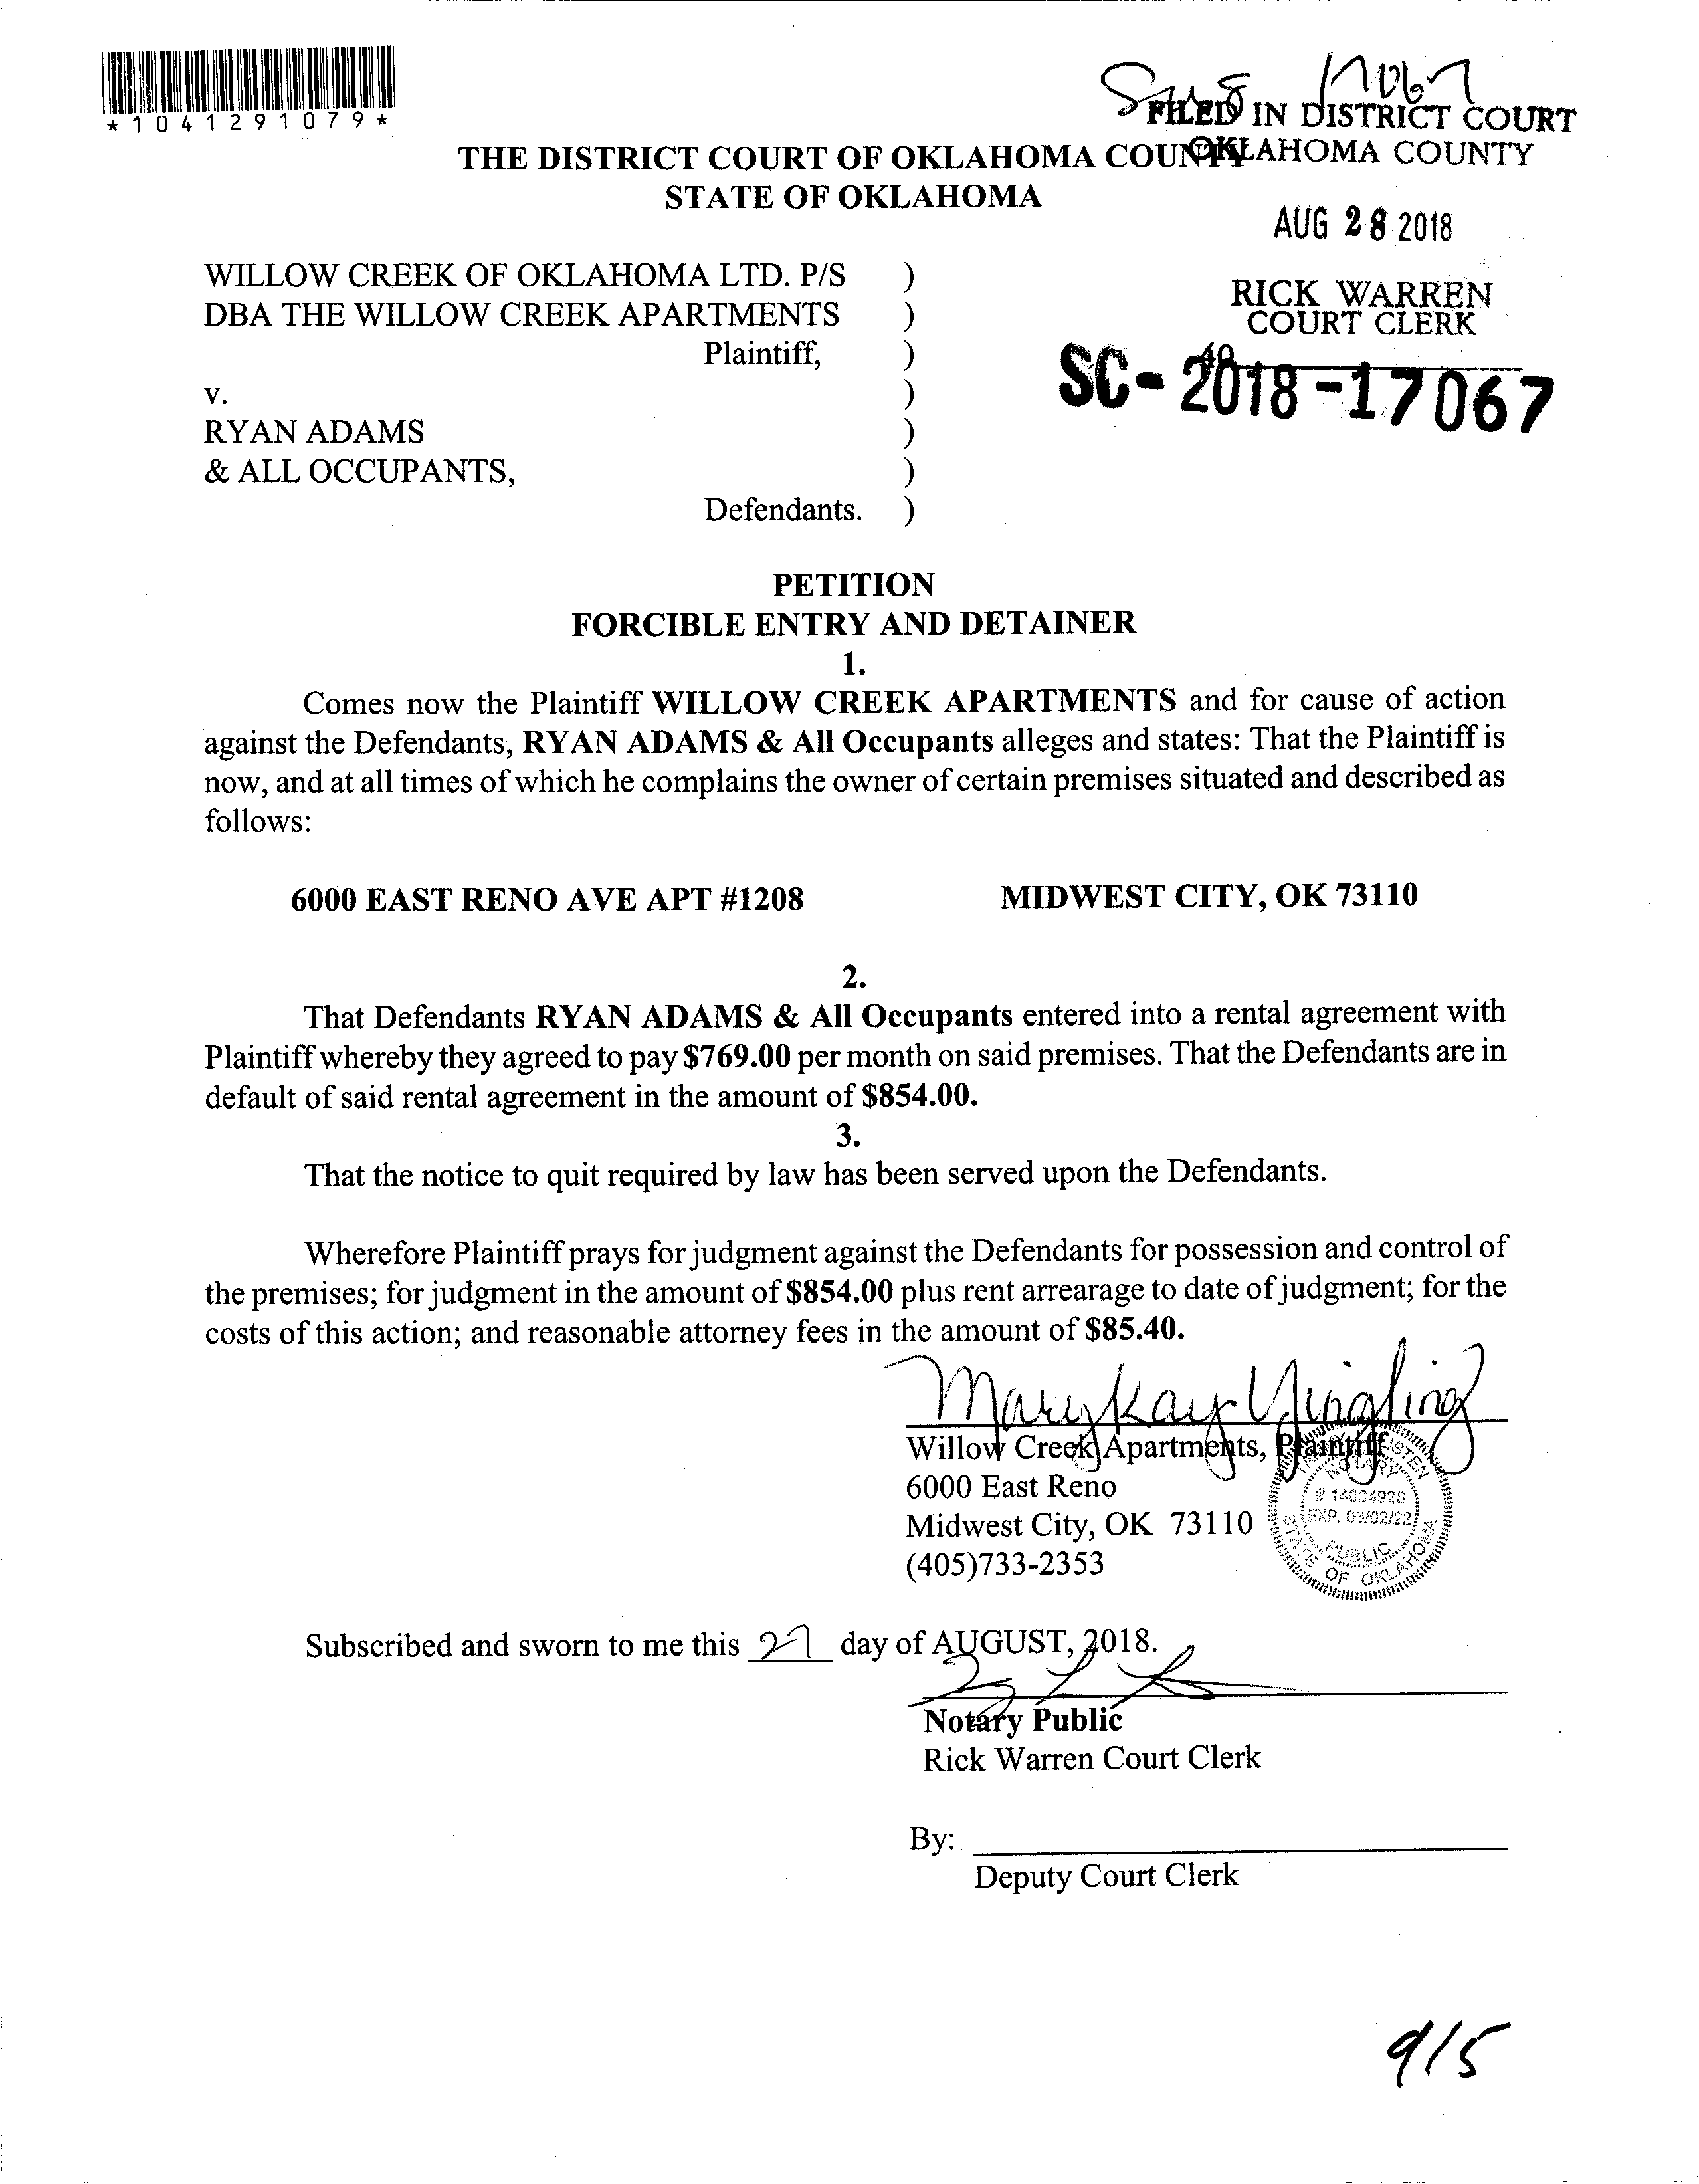 *1041291079*
17067
FILED IN DISTRICT COURT
OKLAHOMA COUNTY
THE DISTRICT COURT OF OKLAHOMA COUNTY
STATE OF OKLAHOMA
AUG 28 2018
WILLOW CREEK OF OKLAHOMA LTD. P/S )
DBA THE WILLOW CREEK APARTMENTS )
Plaintiff, )
v. )
RYAN ADAMS )
& ALL OCCUPANTS, )
Defendants. )
RICK WARREN
COURT CLERK
40
SC-2018-17067
PETITION
FORCIBLE ENTRY AND DETAINER
1.
Comes now the Plaintiff WILLOW CREEK APARTMENTS and for cause of action
against the Defendants, RYAN ADAMS & All Occupants alleges and states: That the Plaintiff is
now, and at all times of which he complains the owner of certain premises situated and described as
follows:
6000 EAST RENO AVE APT #1208 MIDWEST CITY, OK 73110
2.
That Defendants RYAN ADAMS & All Occupants entered into a rental agreement with
Plaintiff whereby they agreed to pay $769.00 per month on said premises. That the Defendants are in
default of said rental agreement in the amount of $854.00.
3.
That the notice to quit required by law has been served upon the Defendants.
Wherefore Plaintiff prays for judgment against the Defendants for possession and control of
the premises; for judgment in the amount of $854.00 plus rent arrearage to date of judgment; for the
costs of this action; and reasonable attorney fees in the amount of $85.40.
Mary Kay Yingling
Willow Creek Apartments, Plaintiff
6000 East Reno
Midwest City, OK 73110
(405)733-2353
NOTARY
# 14004926
EXP. 06/02/22
PUBLIC
STATE OF OKLAHOMA
Subscribed and sworn to me this 27 day of AUGUST, 2018.
Notary Public
Rick Warren Court Clerk
By:
Deputy Court Clerk
9/5